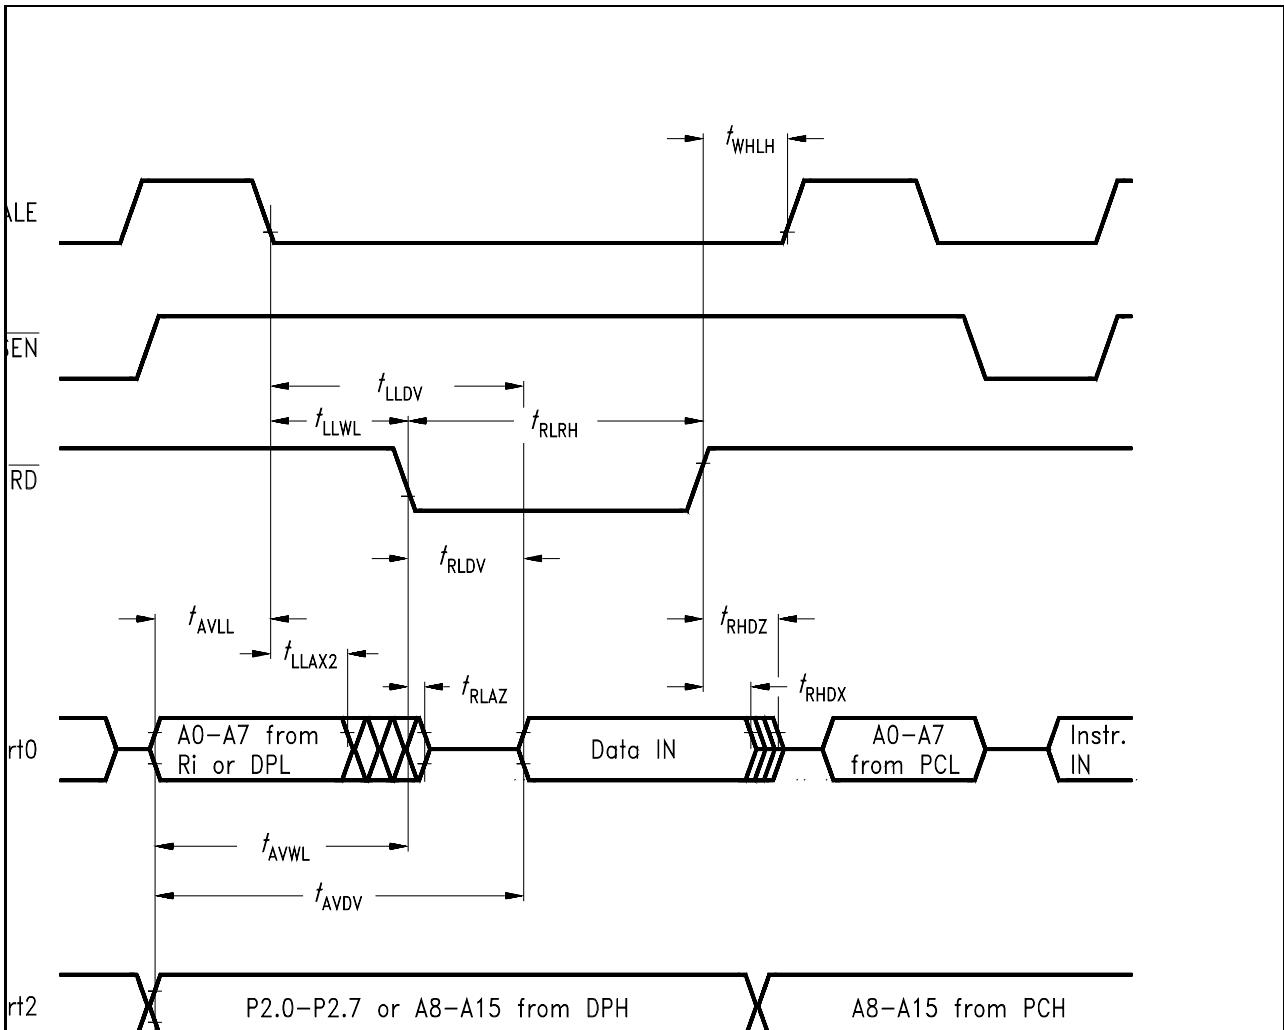 tWHLH
ALE
SEN
tLLDV
tLLWL tRLRH
RD
tRLDV
tAVLL tRHDZ
tLLAX2
tRLAZ tRHDX
rt0
A0-A7 from
Ri or DPL
Data IN
A0-A7
from PCL
Instr.
IN
tAVWL
tAVDV
rt2
P2.0-P2.7 or A8-A15 from DPH
A8-A15 from PCH